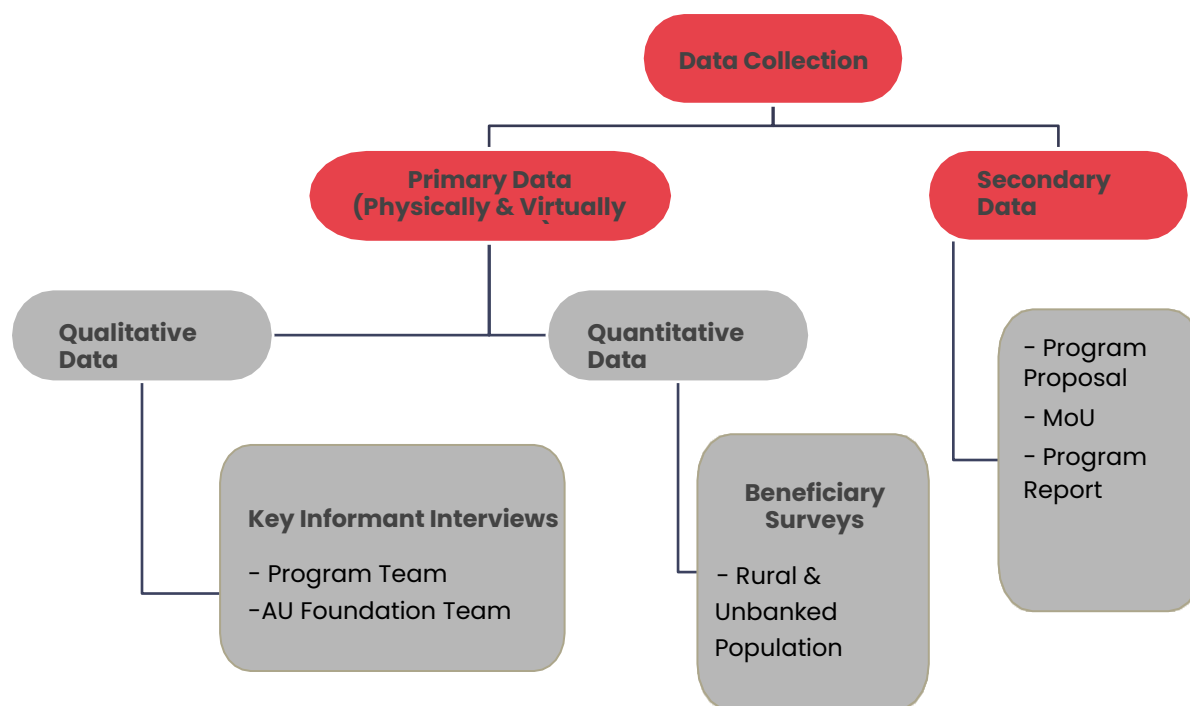 Data Collection
Primary Data
(Physically & Virtually
Secondary
Data
Qualitative
Data
Quantitative
Data
- Program
Proposal
- MoU
- Program
Report
Key Informant Interviews
- Program Team
-AU Foundation Team
Beneficiary
Surveys
- Rural &
Unbanked
Population